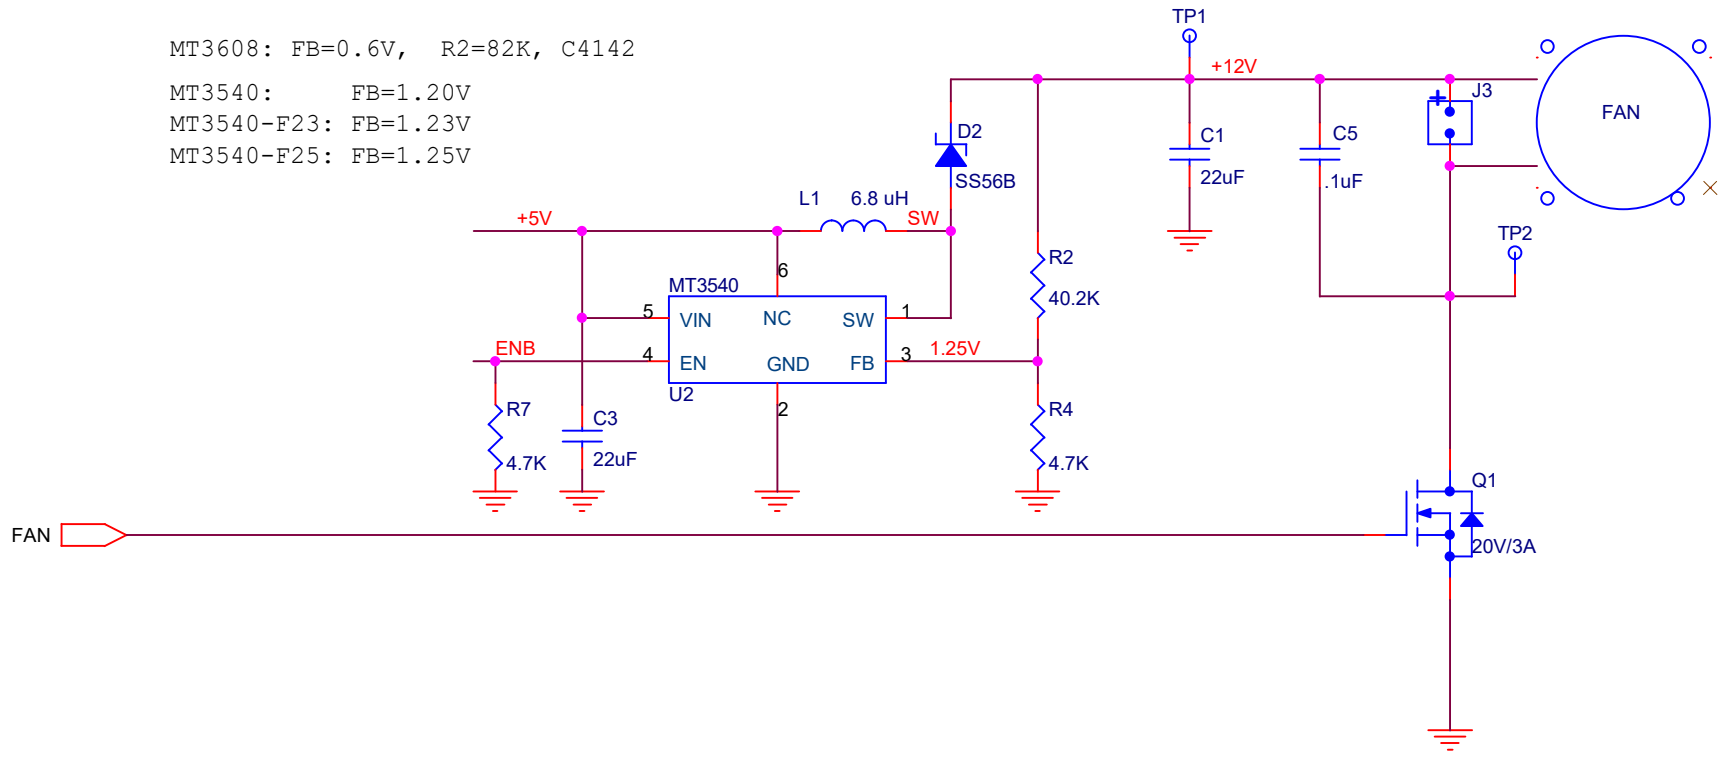 MT3608: FB=0.6V, R2=82K, C4142
MT3540: FB=1.20V
MT3540-F23: FB=1.23V
MT3540-F25: FB=1.25V
TP1
+12V
J3
+
FAN
D2
SS56B
C1
22uF
C5
.1uF
L1 6.8 uH
+5V
SW
TP2
R2
40.2K
6
MT3540
5
VIN
NC
SW
1
ENB
4
EN
GND
FB
3
1.25V
U2
2
R7
4.7K
C3
22uF
R4
4.7K
Q1
20V/3A
FAN